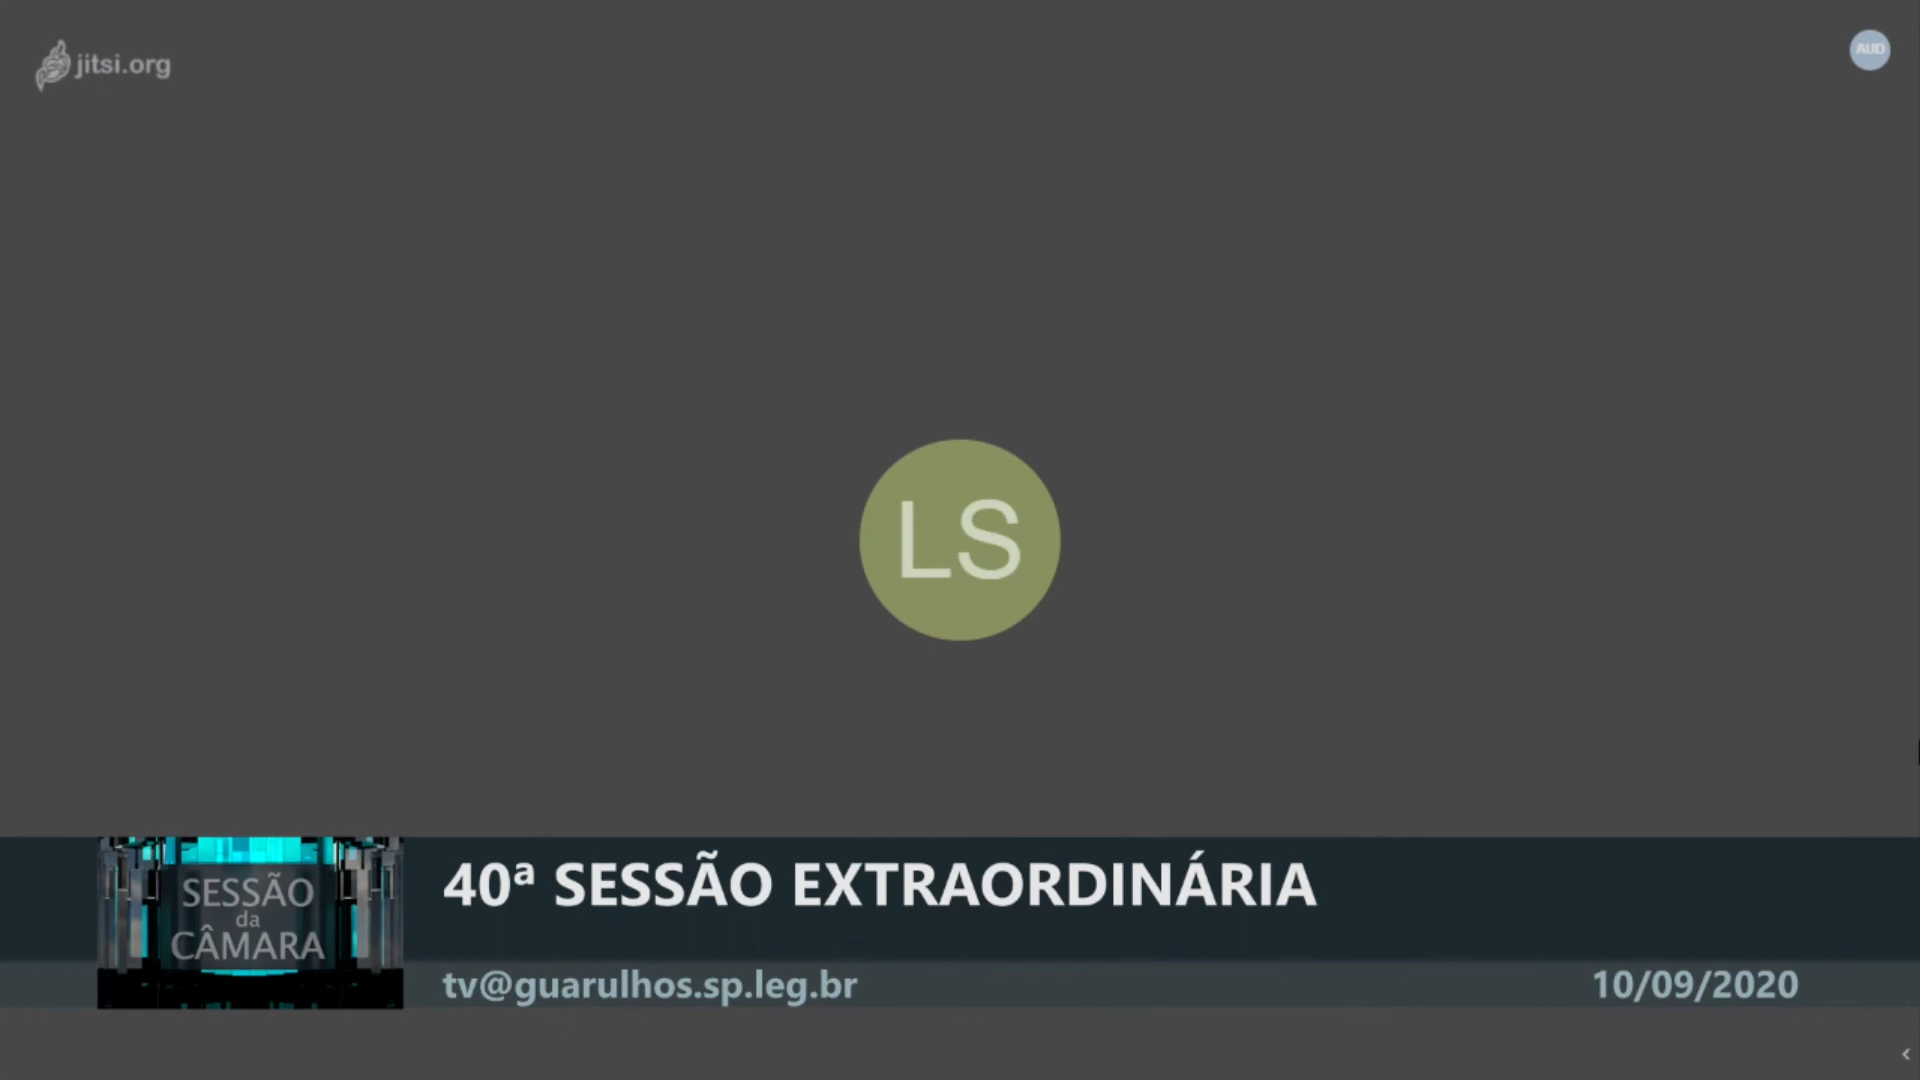 jitsi.org
AUD
LS
SESSÃO
da
CÂMARA
40ª SESSÃO EXTRAORDINÁRIA
tv@guarulhos.sp.leg.br
10/09/2020